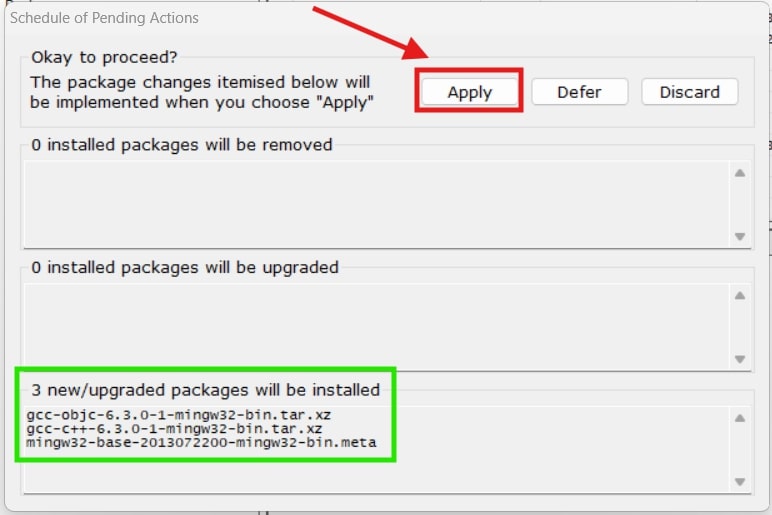 Schedule of Pending Actions
Okay to proceed?
The package changes itemised below will
be implemented when you choose "Apply"
Apply
Defer
Discard
0 installed packages will be removed
0 installed packages will be upgraded
3 new/upgraded packages will be installed
gcc-objc-6.3.0-1-mingw32-bin.tar.xz
gcc-c++-6.3.0-1-mingw32-bin.tar.xz
mingw32-base-2013072200-mingw32-bin.meta